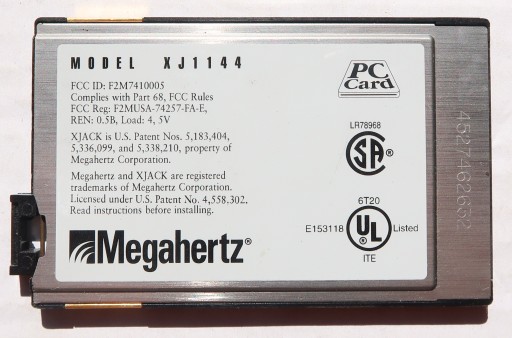 MODEL XJ1144
FCC ID: F2M7410005
Complies with Part 68, FCC Rules
FCC Reg: F2MUSA-74257-FA-E,
REN: 0.5B, Load: 4, 5V
XJACK is U.S. Patent Nos. 5,183,404,
5,336,099, and 5,338,210, property of
Megahertz Corporation.
Megahertz and XJACK are registered
trademarks of Megahertz Corporation.
Licensed under U.S. Patent No. 4,558.302.
Read instructions before installing.
Megahertz®
PC
Card
LR78968
SA®
6T20
E153118 UL® Listed
ITE
4527462652